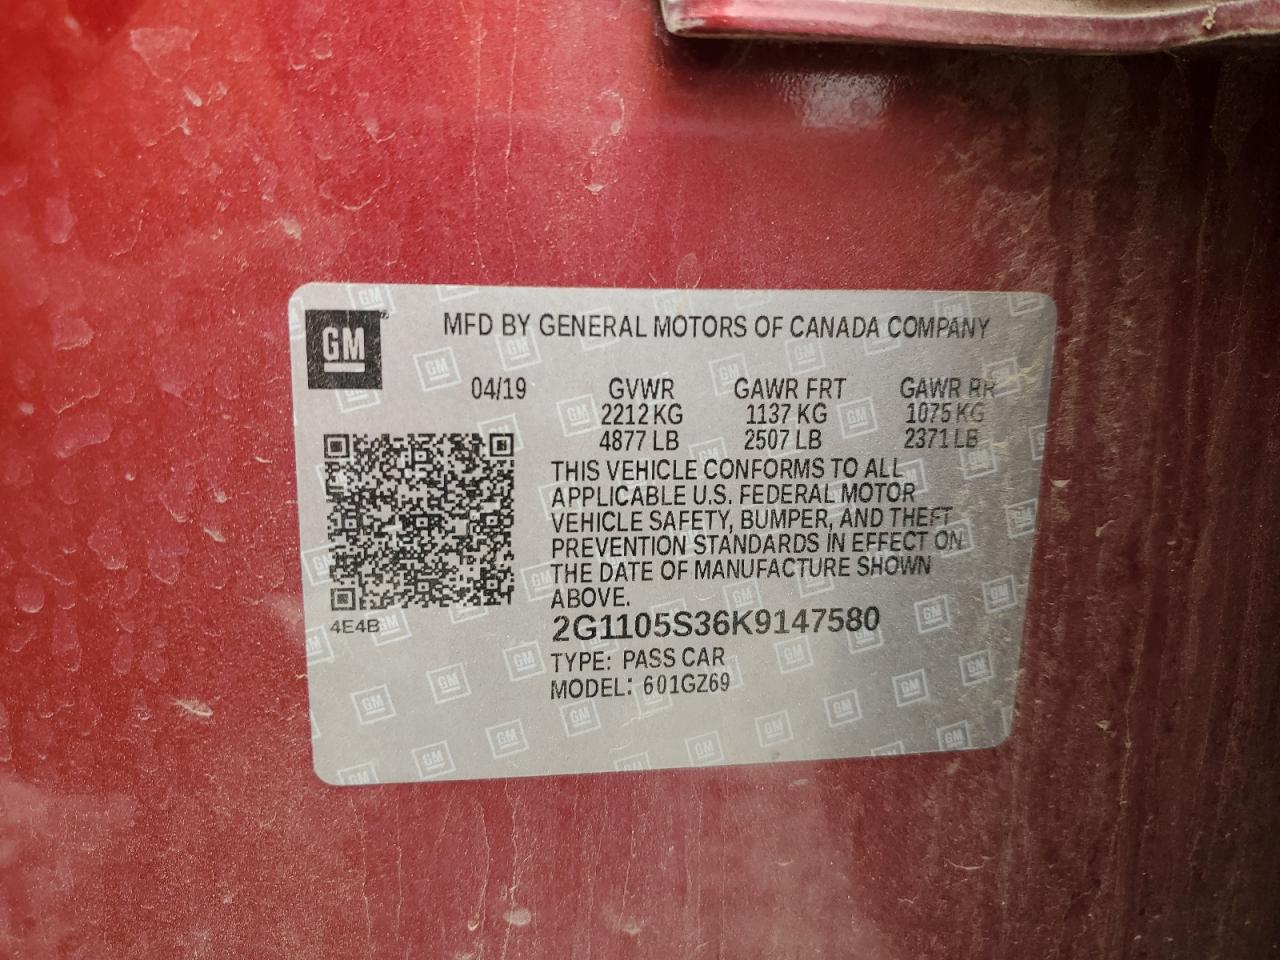 GM
MFD BY GENERAL MOTORS OF CANADA COMPANY
04/19 GVWR GAWR FRT GAWR RR
2212 KG 1137 KG 1075 KG
4877 LB 2507 LB 2371 LB
THIS VEHICLE CONFORMS TO ALL
APPLICABLE U.S. FEDERAL MOTOR
VEHICLE SAFETY, BUMPER, AND THEFT
PREVENTION STANDARDS IN EFFECT ON
THE DATE OF MANUFACTURE SHOWN
ABOVE.
4E4B
2G1105S36K9147580
TYPE: PASS CAR
MODEL: 601GZ69